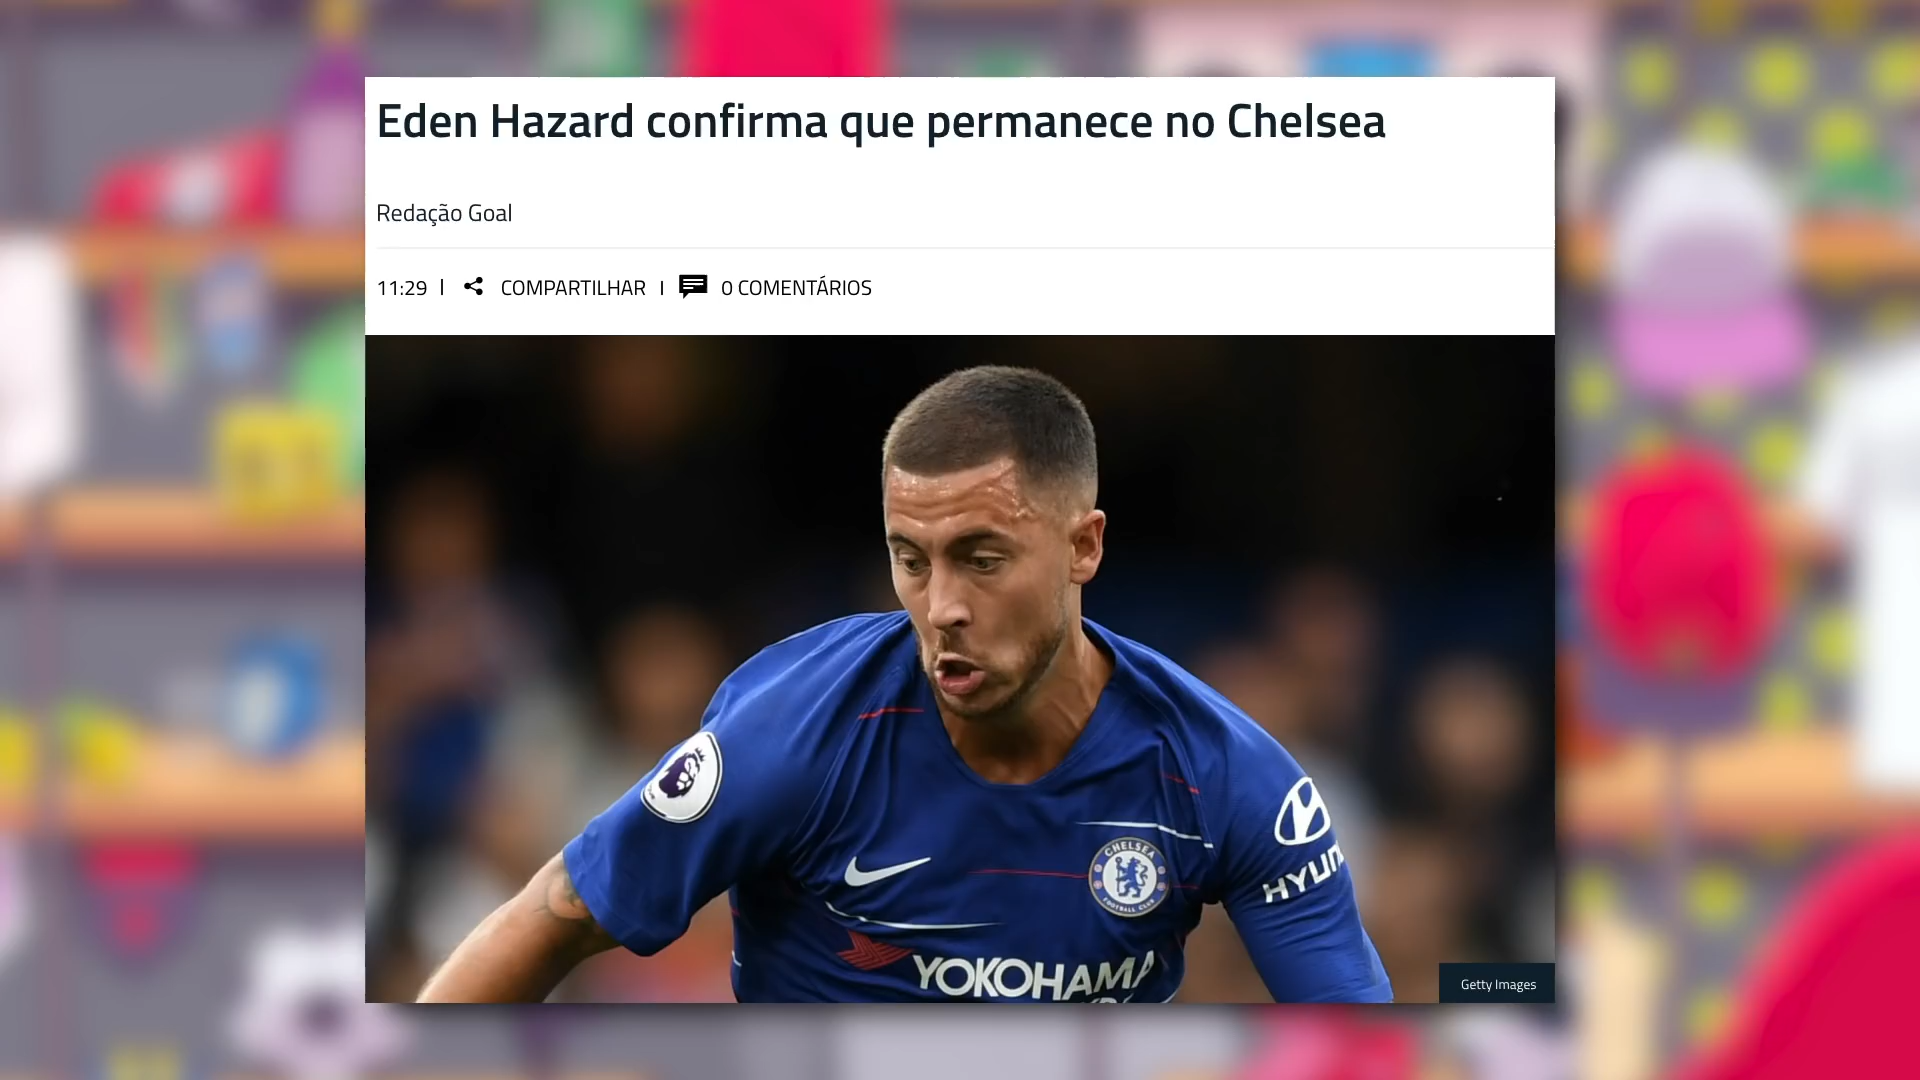 Eden Hazard confirma que permanece no Chelsea
Redação Goal
11:29 | COMPARTILHAR | 0 COMENTÁRIOS
CHELSEA
FOOTBALL CLUB
HYUN
YOKOHAMA
Getty Images